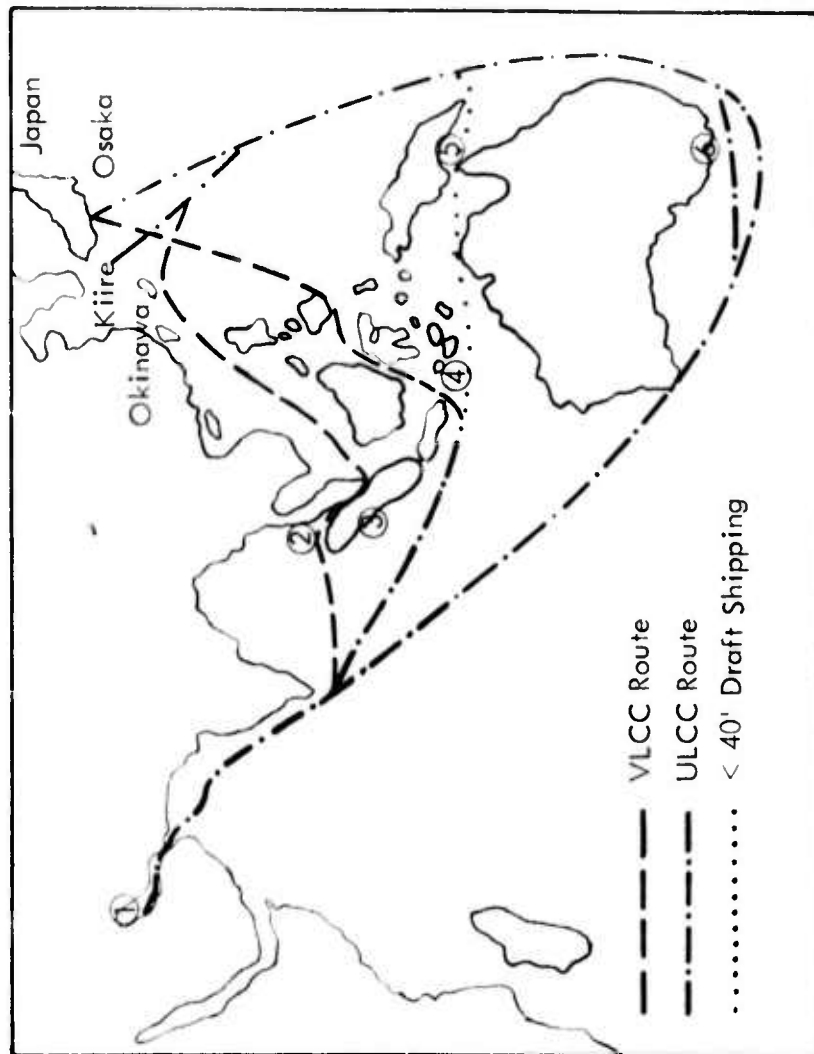 Japan
Osaka
Kiire
Okinawa
1
2
3
4
5
6
VLCC Route
ULCC Route
< 40' Draft Shipping